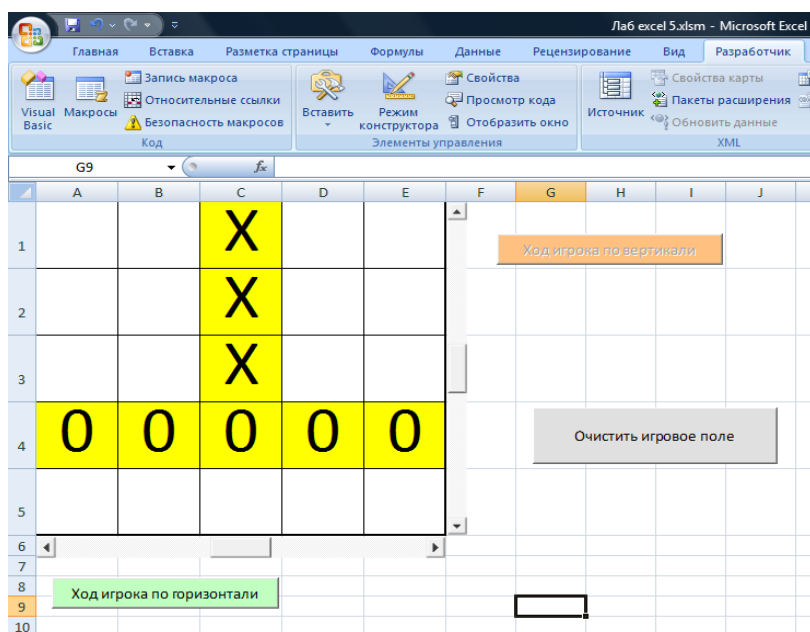 Лаб excel 5.xlsm - Microsoft Excel
Главная Вставка Разметка страницы Формулы Данные Рецензирование Вид Разработчик
Visual Basic
Макросы
Запись макроса
Относительные ссылки
Безопасность макросов
Код
Вставить
Режим конструктора
Свойства
Просмотр кода
Отобразить окно
Элементы управления
Источник
Свойства карты
Пакеты расширения
Обновить данные
XML
G9 fx
A B C D E F G H I J
1 X Ход игрока по вертикали
2 X
3 X
4 0 0 0 0 0 Очистить игровое поле
5
6
7
8 Ход игрока по горизонтали
9
10